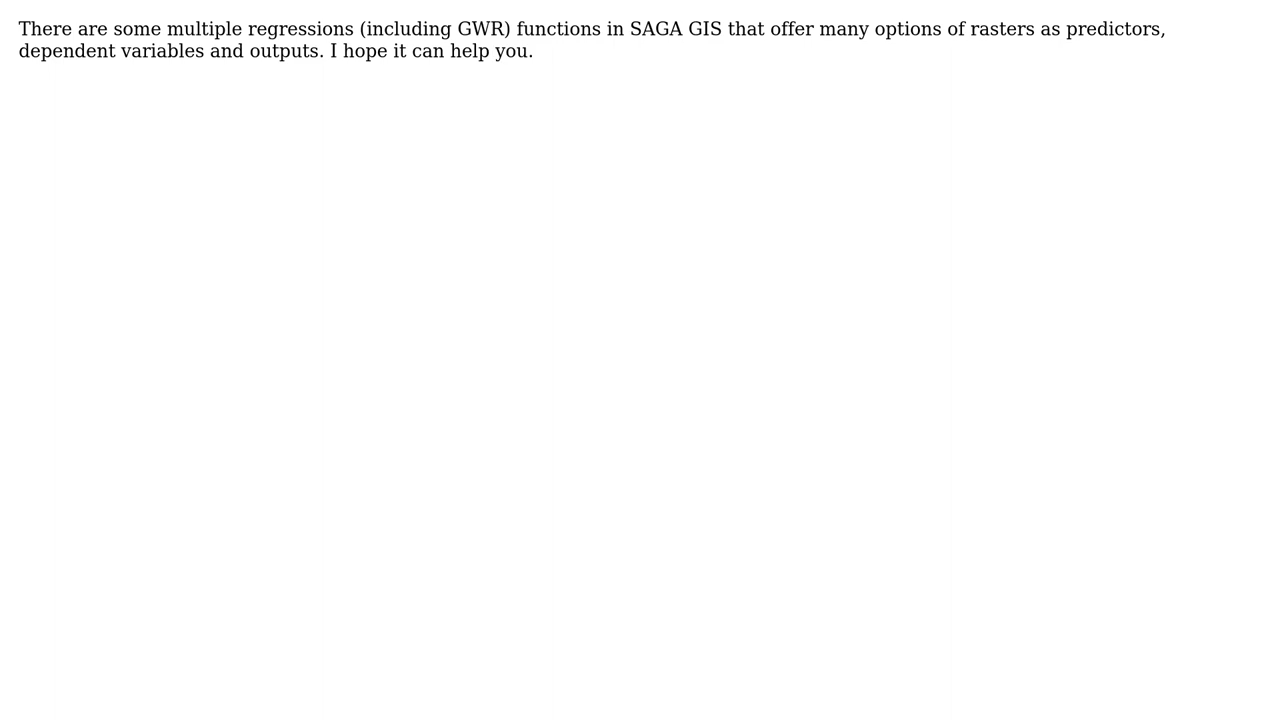 There are some multiple regressions (including GWR) functions in SAGA GIS that offer many options of rasters as predictors,
dependent variables and outputs. I hope it can help you.